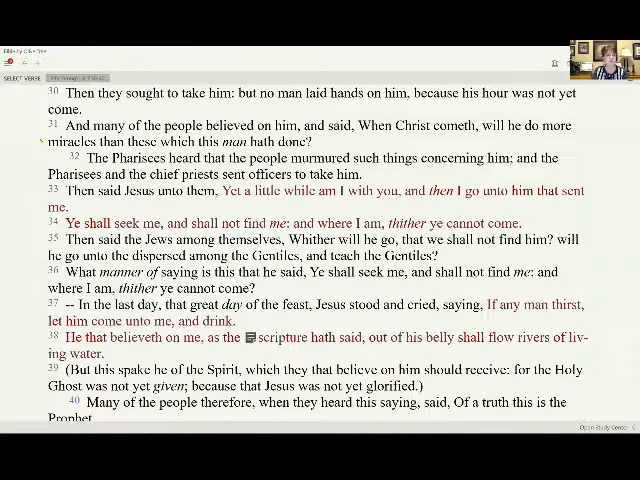 Bible by Olive Tree
SELECT VERSE
30 Then they sought to take him: but no man laid hands on him, because his hour was not yet
come.
31 And many of the people believed on him, and said, When Christ cometh, will he do more
miracles than these which this man hath done?
32 The Pharisees heard that the people murmured such things concerning him; and the
Pharisees and the chief priests sent officers to take him.
33 Then said Jesus unto them, Yet a little while am I with you, and then I go unto him that sent
me.
34 Ye shall seek me, and shall not find me: and where I am, thither ye cannot come.
35 Then said the Jews among themselves, Whither will he go, that we shall not find him? will
he go unto the dispersed among the Gentiles, and teach the Gentiles?
36 What manner of saying is this that he said, Ye shall seek me, and shall not find me: and
where I am, thither ye cannot come?
37 -- In the last day, that great day of the feast, Jesus stood and cried, saying, If any man thirst,
let him come unto me, and drink.
38 He that believeth on me, as the scripture hath said, out of his belly shall flow rivers of liv-
ing water.
39 (But this spake he of the Spirit, which they that believe on him should receive: for the Holy
Ghost was not yet given; because that Jesus was not yet glorified.)
40 Many of the people therefore, when they heard this saying, said, Of a truth this is the
Prophet
Open Study Center